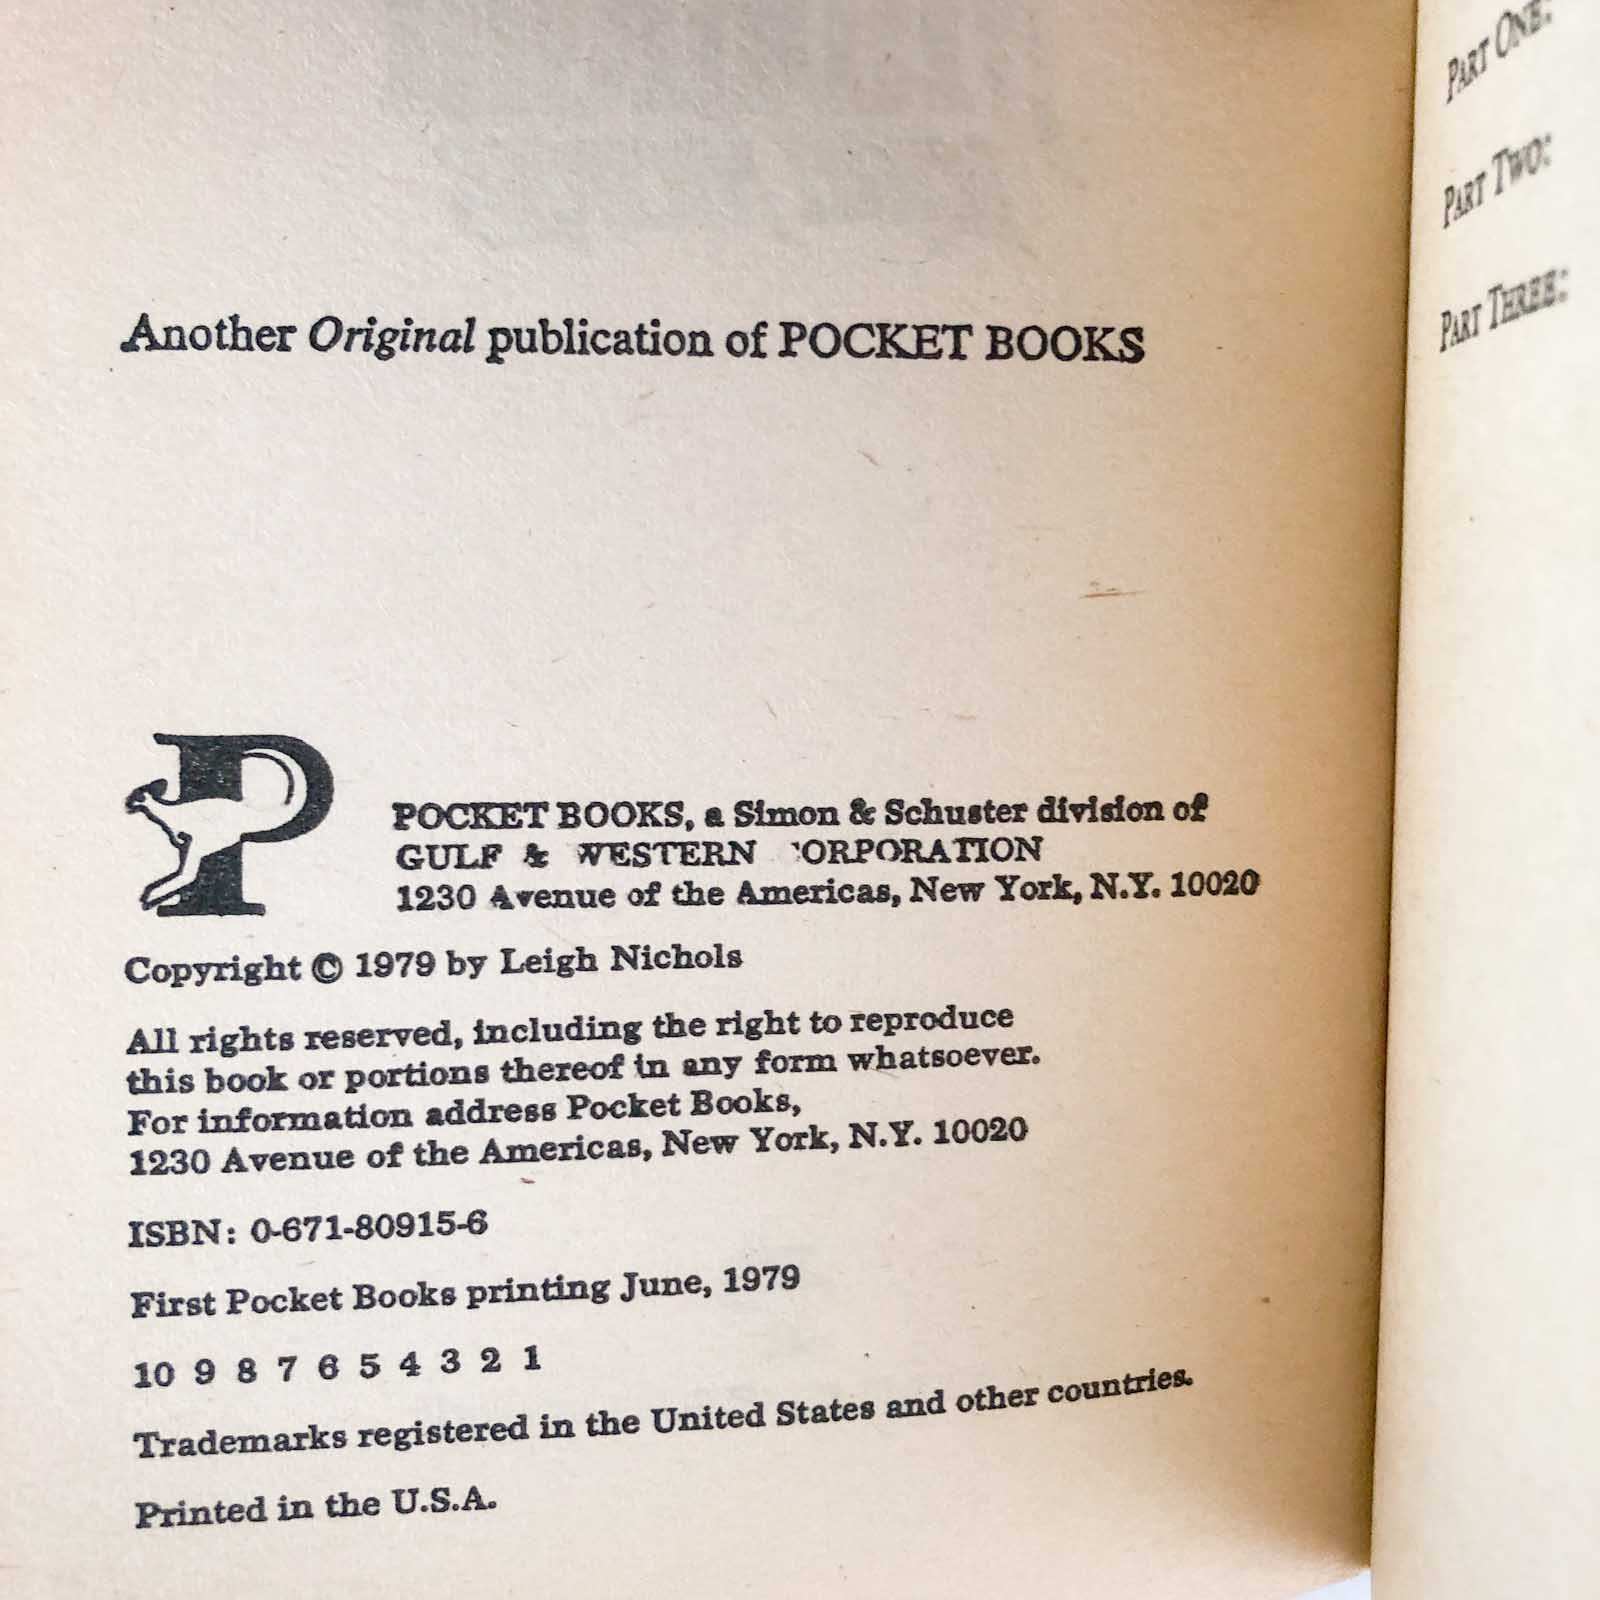 Another Original publication of POCKET BOOKS
POCKET BOOKS, a Simon & Schuster division of
GULF & WESTERN CORPORATION
1230 Avenue of the Americas, New York, N.Y. 10020
Copyright © 1979 by Leigh Nichols
All rights reserved, including the right to reproduce
this book or portions thereof in any form whatsoever.
For information address Pocket Books,
1230 Avenue of the Americas, New York, N.Y. 10020
ISBN: 0-671-80915-6
First Pocket Books printing June, 1979
10 9 8 7 6 5 4 3 2 1
Trademarks registered in the United States and other countries.
Printed in the U.S.A.
PART ONE:
PART TWO:
PART THREE: